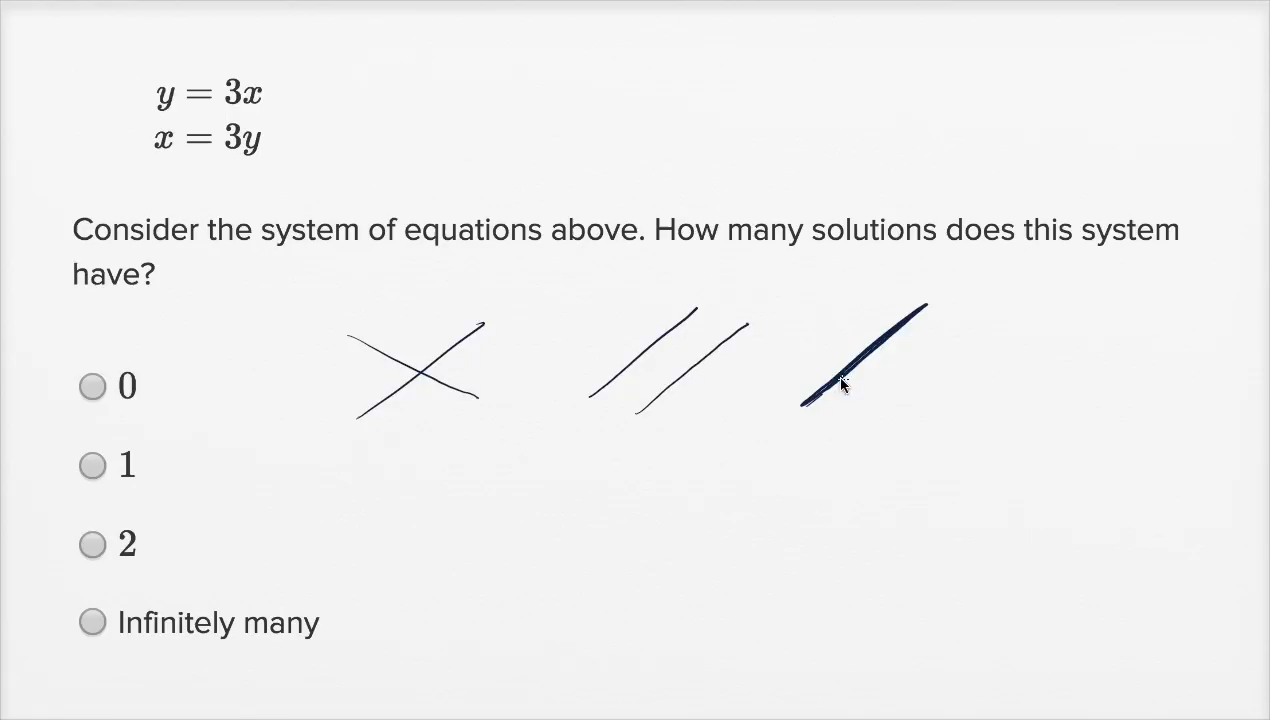 y = 3x
x = 3y
Consider the system of equations above. How many solutions does this system
have?
0
1
2
Infinitely many